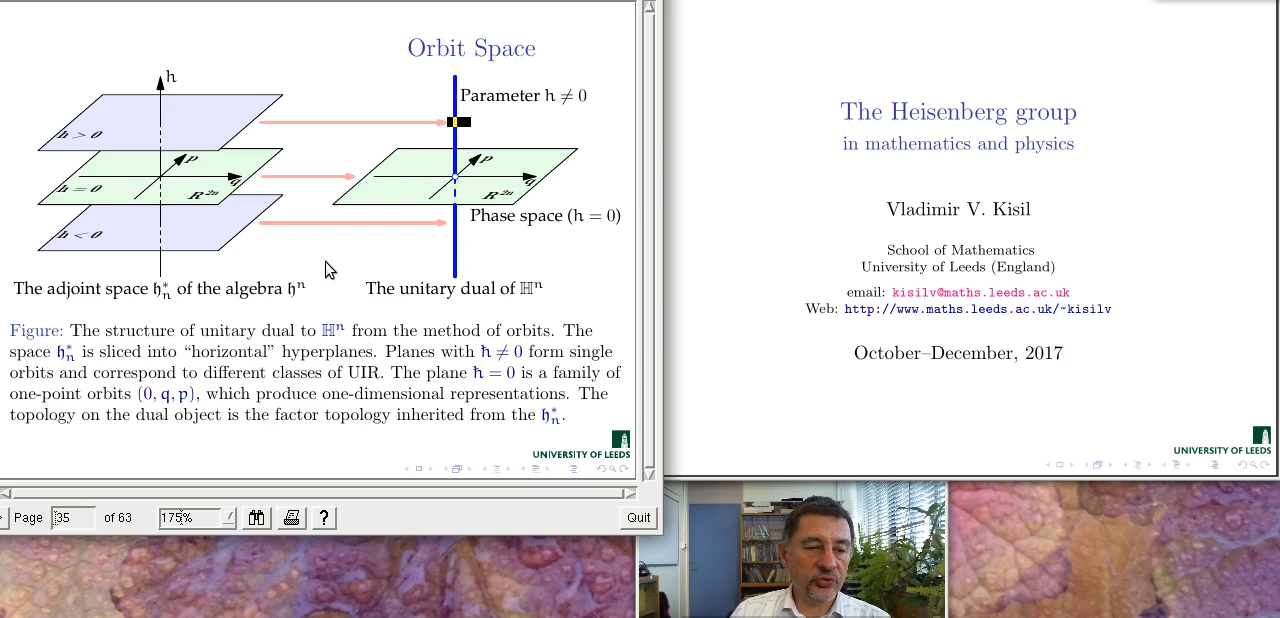 Orbit Space
ħ
Parameter ħ ≠ 0
ħ > 0
p
p
ħ = 0
q
R²ⁿ
q
R²ⁿ
Phase space (ħ = 0)
ħ < 0
The adjoint space 𝔥ₙ* of the algebra 𝔥ⁿ
The unitary dual of ℍⁿ
Figure: The structure of unitary dual to ℍⁿ from the method of orbits. The
space 𝔥ₙ* is sliced into “horizontal” hyperplanes. Planes with ħ ≠ 0 form single
orbits and correspond to different classes of UIR. The plane ħ = 0 is a family of
one-point orbits (0, q, p), which produce one-dimensional representations. The
topology on the dual object is the factor topology inherited from the 𝔥ₙ*.
UNIVERSITY OF LEEDS
Page 35 of 63 175% ? Quit
The Heisenberg group
in mathematics and physics
Vladimir V. Kisil
School of Mathematics
University of Leeds (England)
email: kisilv@maths.leeds.ac.uk
Web: http://www.maths.leeds.ac.uk/~kisilv
October–December, 2017
UNIVERSITY OF LEEDS